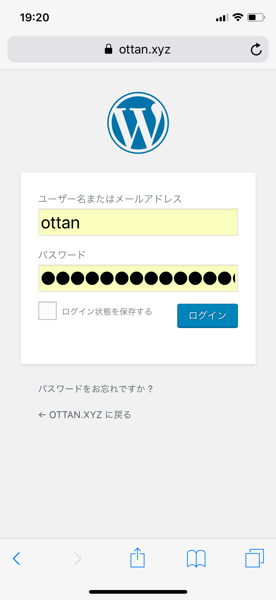 19:20
ottan.xyz
ユーザー名またはメールアドレス
ottan
パスワード
●●●●●●●●●●●●●●
ログイン状態を保存する
ログイン
パスワードをお忘れですか ?
← OTTAN.XYZ に戻る